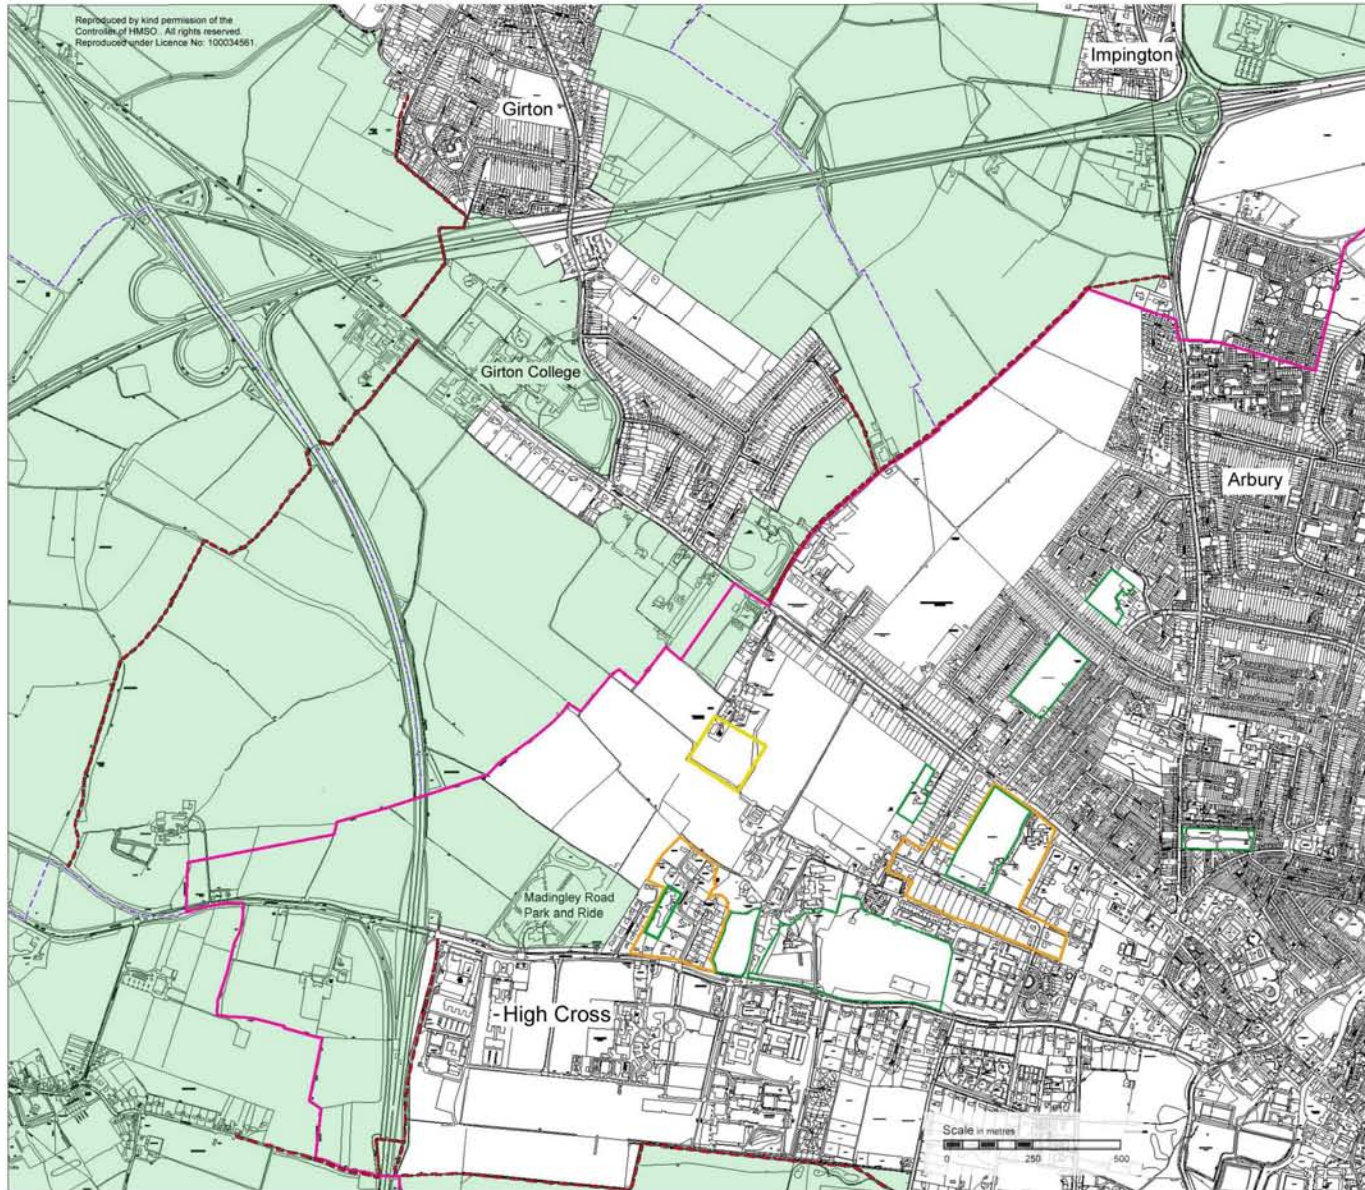 Reproduced by kind permission of the
Controller of HMSO. All rights reserved.
Reproduced under Licence No: 100034561.
Impington
Girton
Girton College
Arbury
Madingley Road
Park and Ride
High Cross
Scale in metres
0 250 500